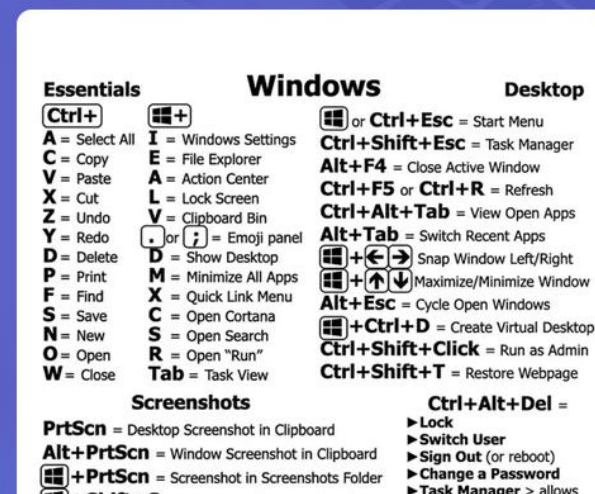 Windows
Essentials
Ctrl+
A = Select All
C = Copy
V = Paste
X = Cut
Z = Undo
Y = Redo
D = Delete
P = Print
F = Find
S = Save
N = New
O = Open
W = Close
+
I = Windows Settings
E = File Explorer
A = Action Center
L = Lock Screen
V = Clipboard Bin
. or ; = Emoji panel
D = Show Desktop
M = Minimize All Apps
X = Quick Link Menu
C = Open Cortana
S = Open Search
R = Open “Run”
Tab = Task View
Desktop
or Ctrl+Esc = Start Menu
Ctrl+Shift+Esc = Task Manager
Alt+F4 = Close Active Window
Ctrl+F5 or Ctrl+R = Refresh
Ctrl+Alt+Tab = View Open Apps
Alt+Tab = Switch Recent Apps
+ ← → Snap Window Left/Right
+ ↑ ↓ Maximize/Minimize Window
Alt+Esc = Cycle Open Windows
+Ctrl+D = Create Virtual Desktop
Ctrl+Shift+Click = Run as Admin
Ctrl+Shift+T = Restore Webpage
Screenshots
PrtScn = Desktop Screenshot in Clipboard
Alt+PrtScn = Window Screenshot in Clipboard
+PrtScn = Screenshot in Screenshots Folder
Ctrl+Alt+Del =
►Lock
►Switch User
►Sign Out (or reboot)
►Change a Password
►Task Manager > allows